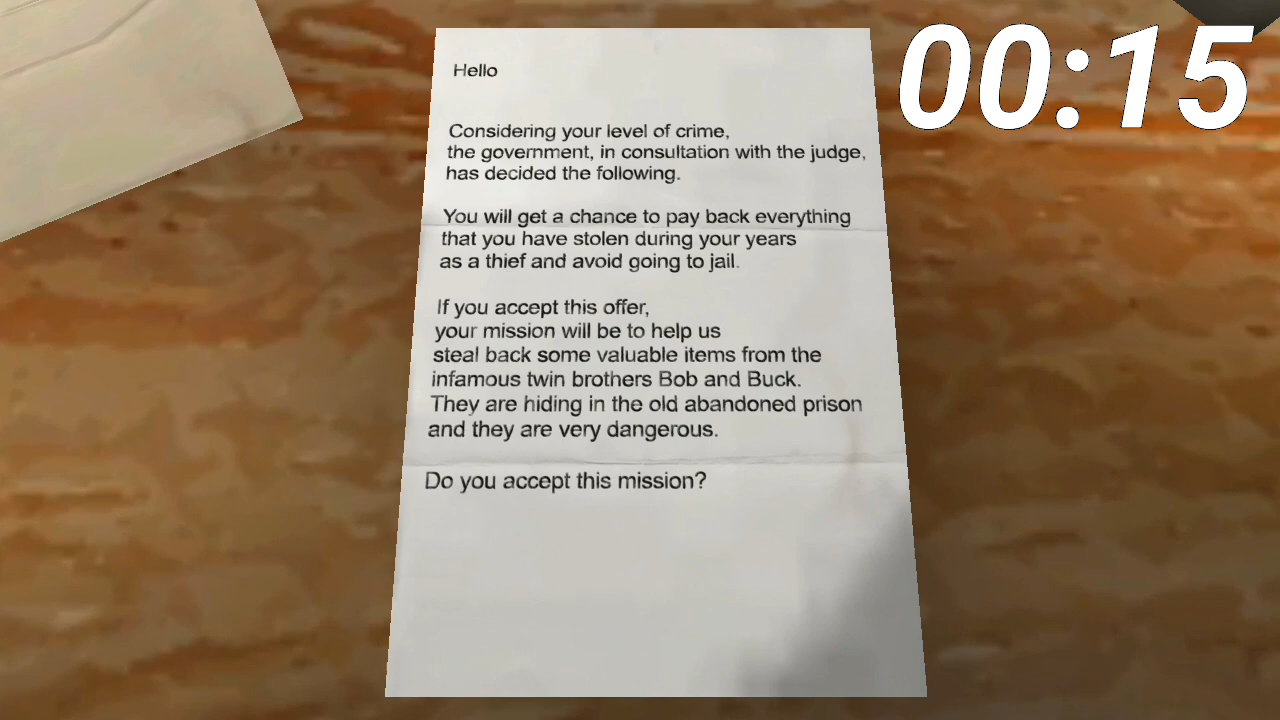 00:15
Hello
Considering your level of crime,
the government, in consultation with the judge,
has decided the following.
You will get a chance to pay back everything
that you have stolen during your years
as a thief and avoid going to jail.
If you accept this offer,
your mission will be to help us
steal back some valuable items from the
infamous twin brothers Bob and Buck.
They are hiding in the old abandoned prison
and they are very dangerous.
Do you accept this mission?